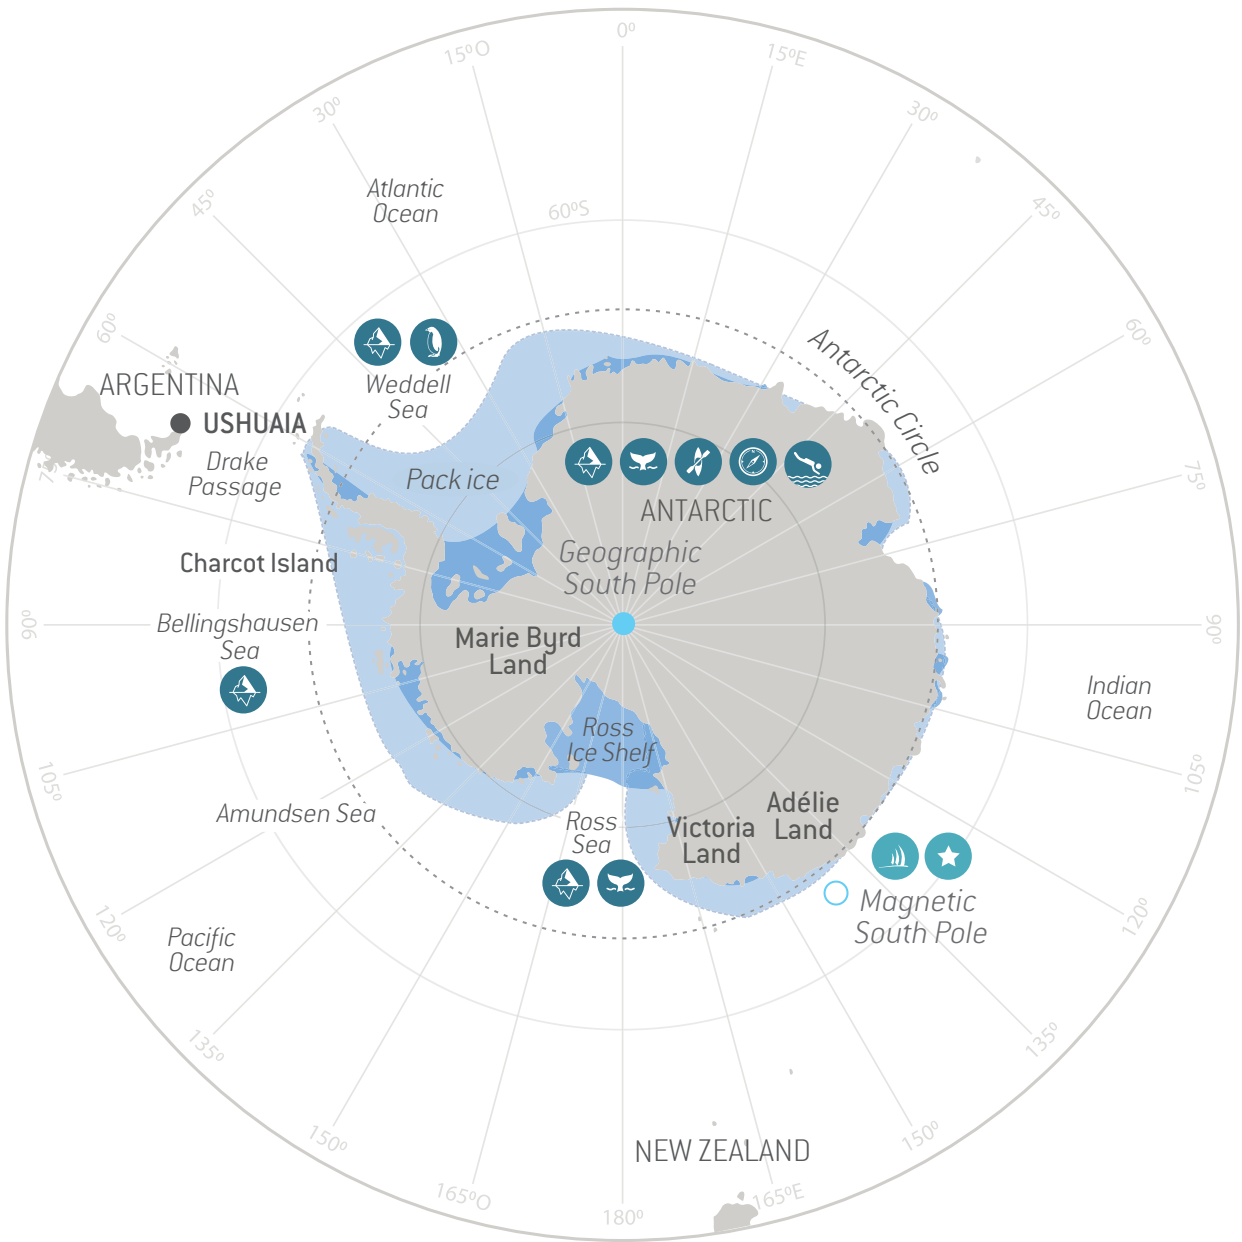 0º
15ºO
15ºE
30º
30º
Atlantic
Ocean
45º
60ºS
45º
60º
60º
Antarctic Circle
Weddell
Sea
ARGENTINA
USHUAIA
Drake
Passage
7
Pack ice
75º
ANTARCTIC
Geographic
South Pole
Charcot Island
Bellingshausen
Sea
90º
90º
Marie Byrd
Land
Indian
Ocean
Ross
Ice Shelf
105º
105º
Amundsen Sea
Ross
Sea
Victoria
Land
Adélie
Land
Magnetic
South Pole
120º
120º
Pacific
Ocean
135º
135º
150º
150º
NEW ZEALAND
165ºO
165ºE
180º